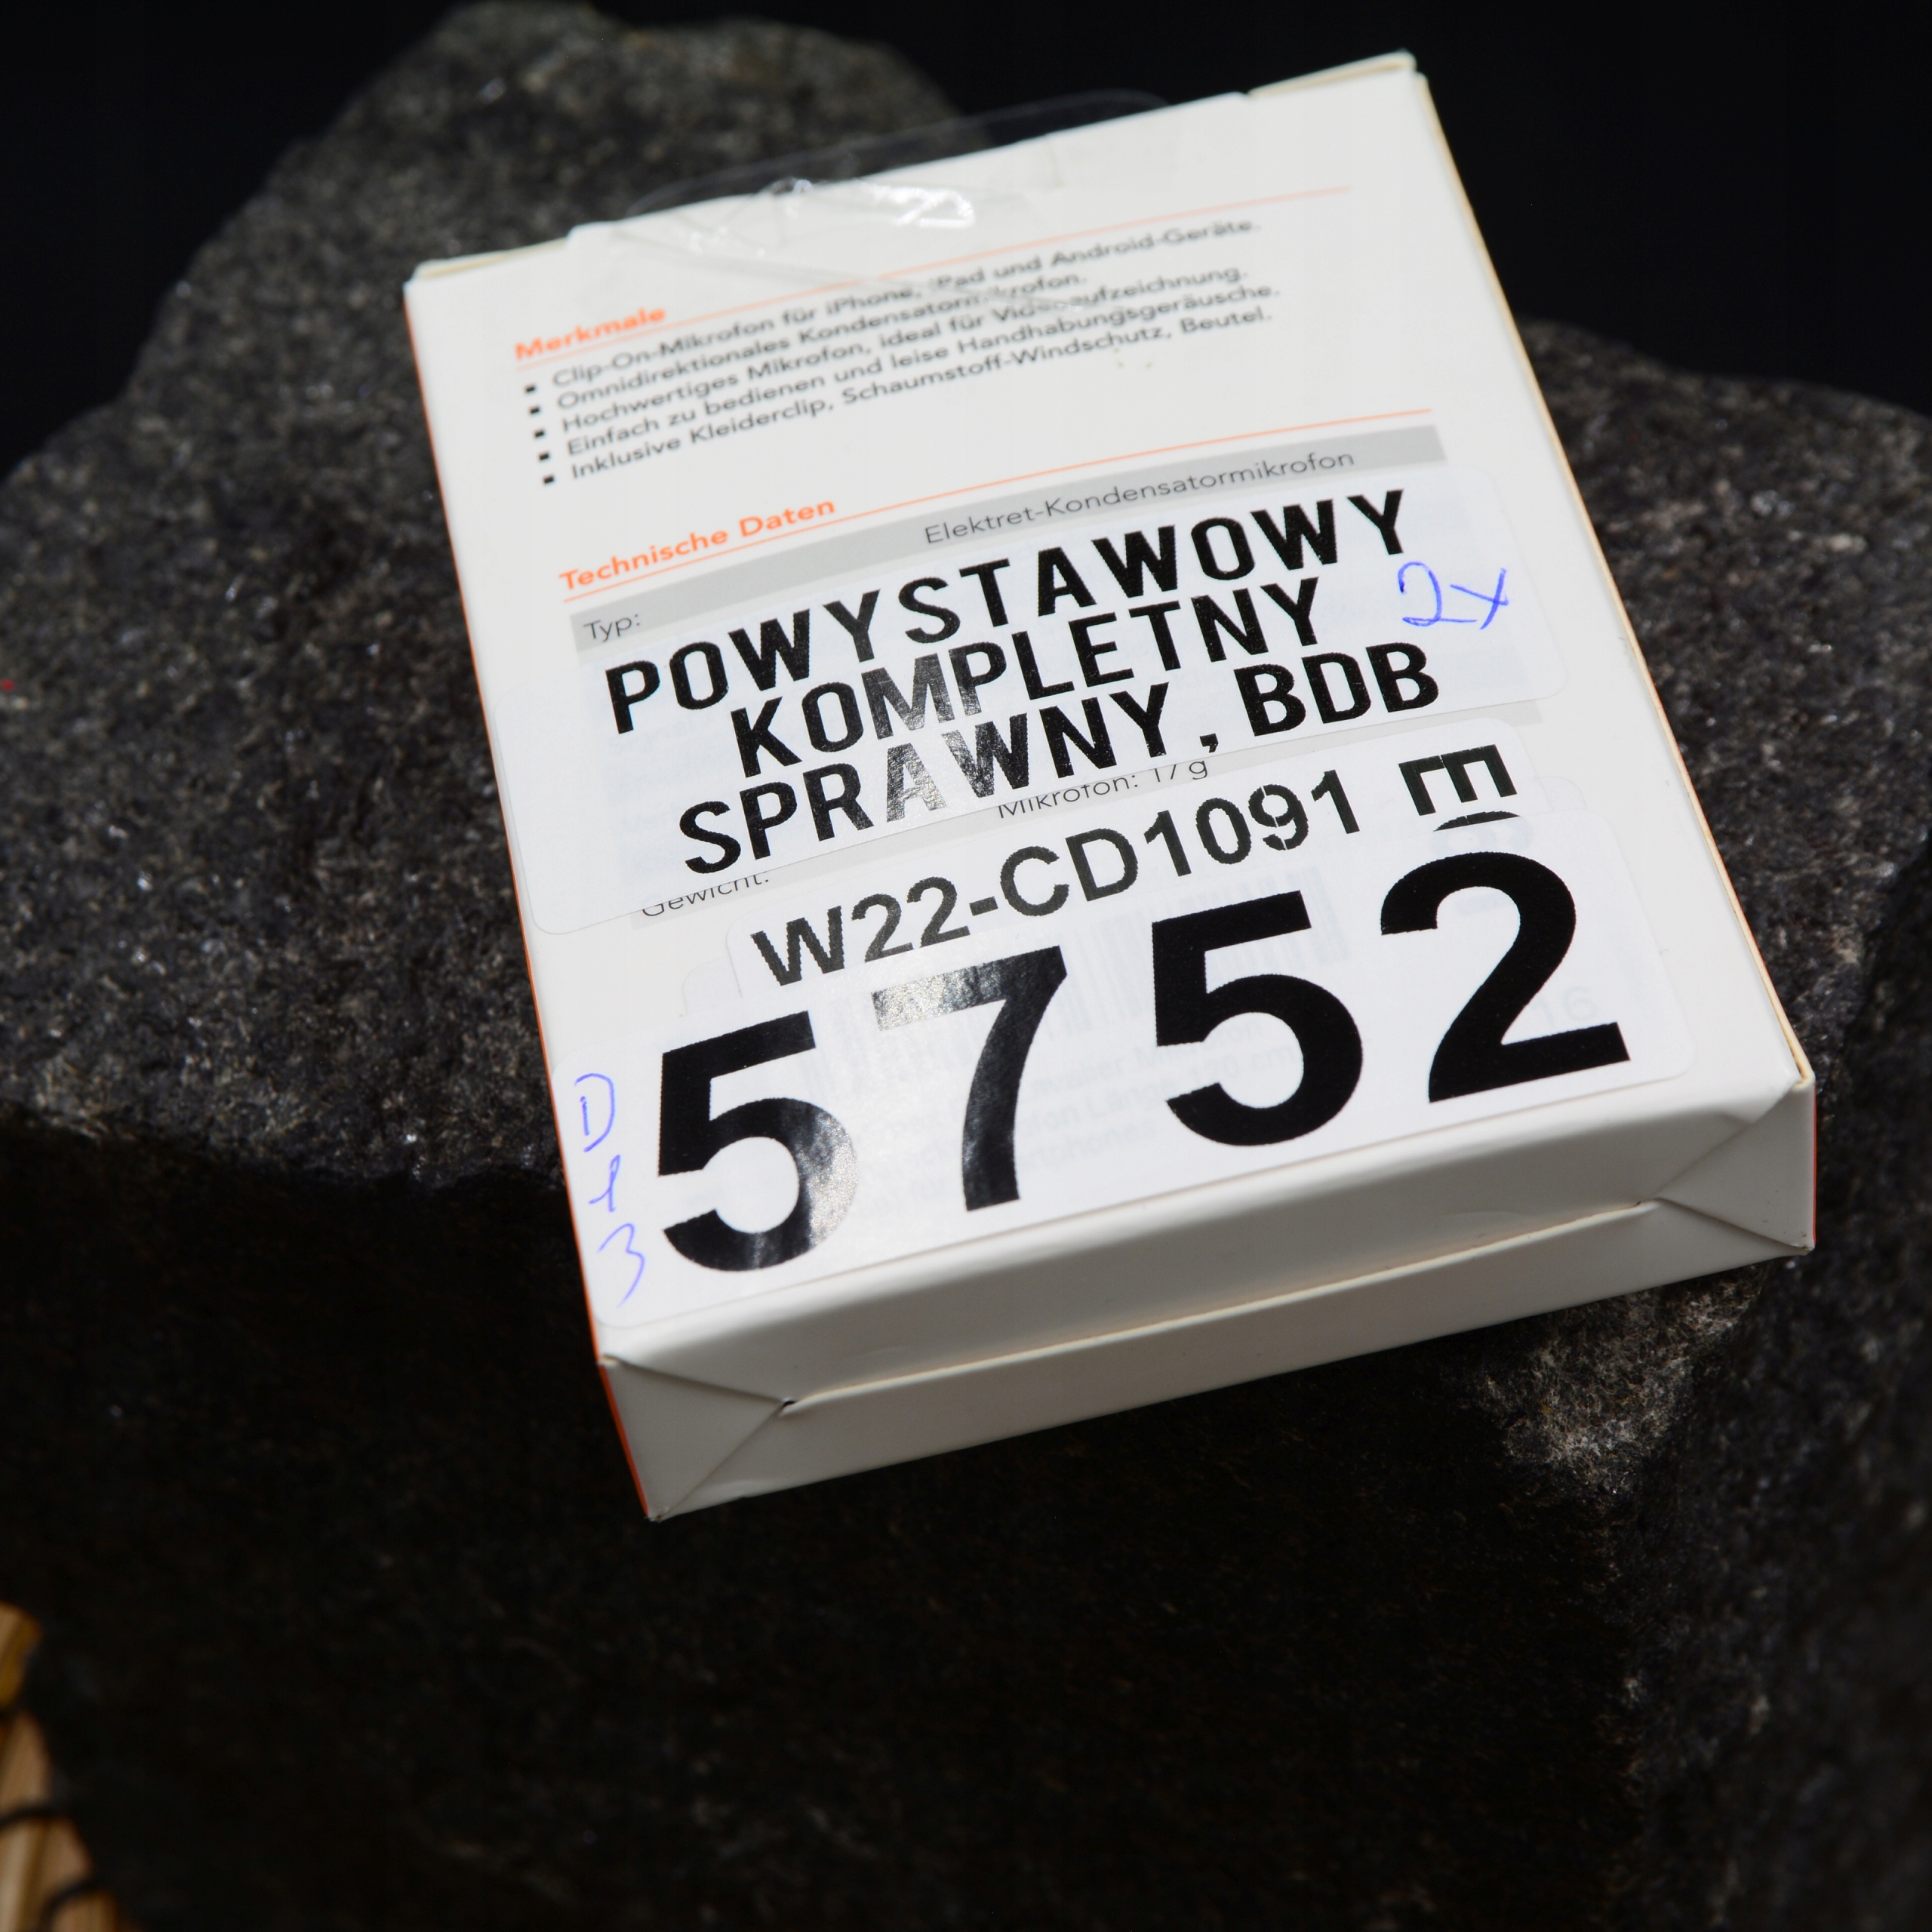 Merkmale
▪ Clip-On-Mikrofon für iPhone, iPad und Android-Geräte.
▪ Omnidirektionales Kondensatormikrofon.
▪ Hochwertiges Mikrofon, ideal für Videoaufzeichnung.
▪ Einfach zu bedienen und leise Handhabungsgeräusche.
▪ Inklusive Kleiderclip, Schaumstoff-Windschutz, Beutel.
Technische Daten
Typ: Elektret-Kondensatormikrofon
POWYSTAWOWY
KOMPLETNY 2x
SPRAWNY, BDB
Gewicht: Mikrofon: 17 g
W22-CD1091 E
5752
D
3